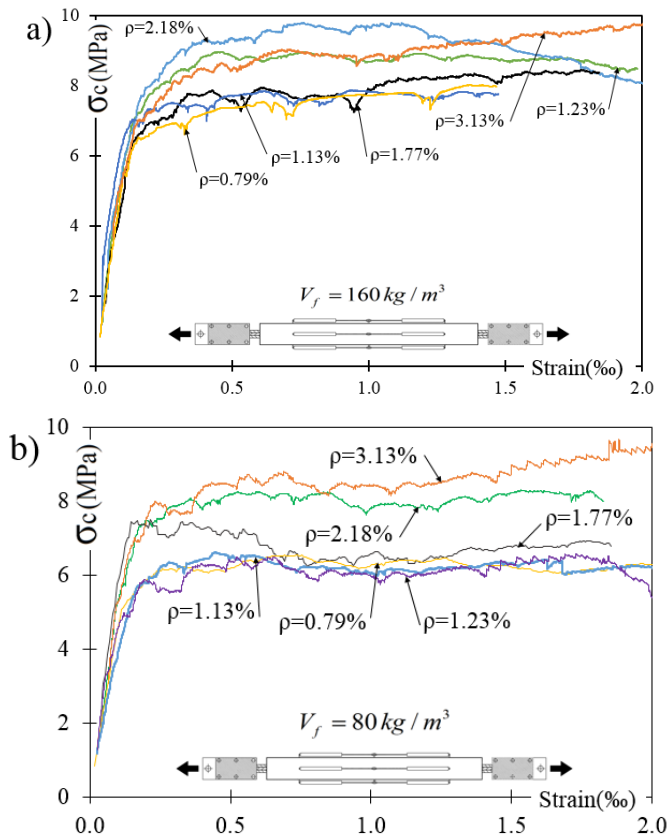 a)
σc(MPa)
10
8
6
4
2
0
ρ=2.18%
ρ=1.23%
ρ=3.13%
ρ=1.13%
ρ=1.77%
ρ=0.79%
V_f = 160 kg / m³
Strain(‰)
0.0 0.5 1.0 1.5 2.0
b)
σc(MPa)
10
8
6
4
2
0
ρ=3.13%
ρ=2.18%
ρ=1.77%
ρ=1.13%
ρ=0.79%
ρ=1.23%
V_f = 80 kg / m³
Strain(‰)
0.0 0.5 1.0 1.5 2.0